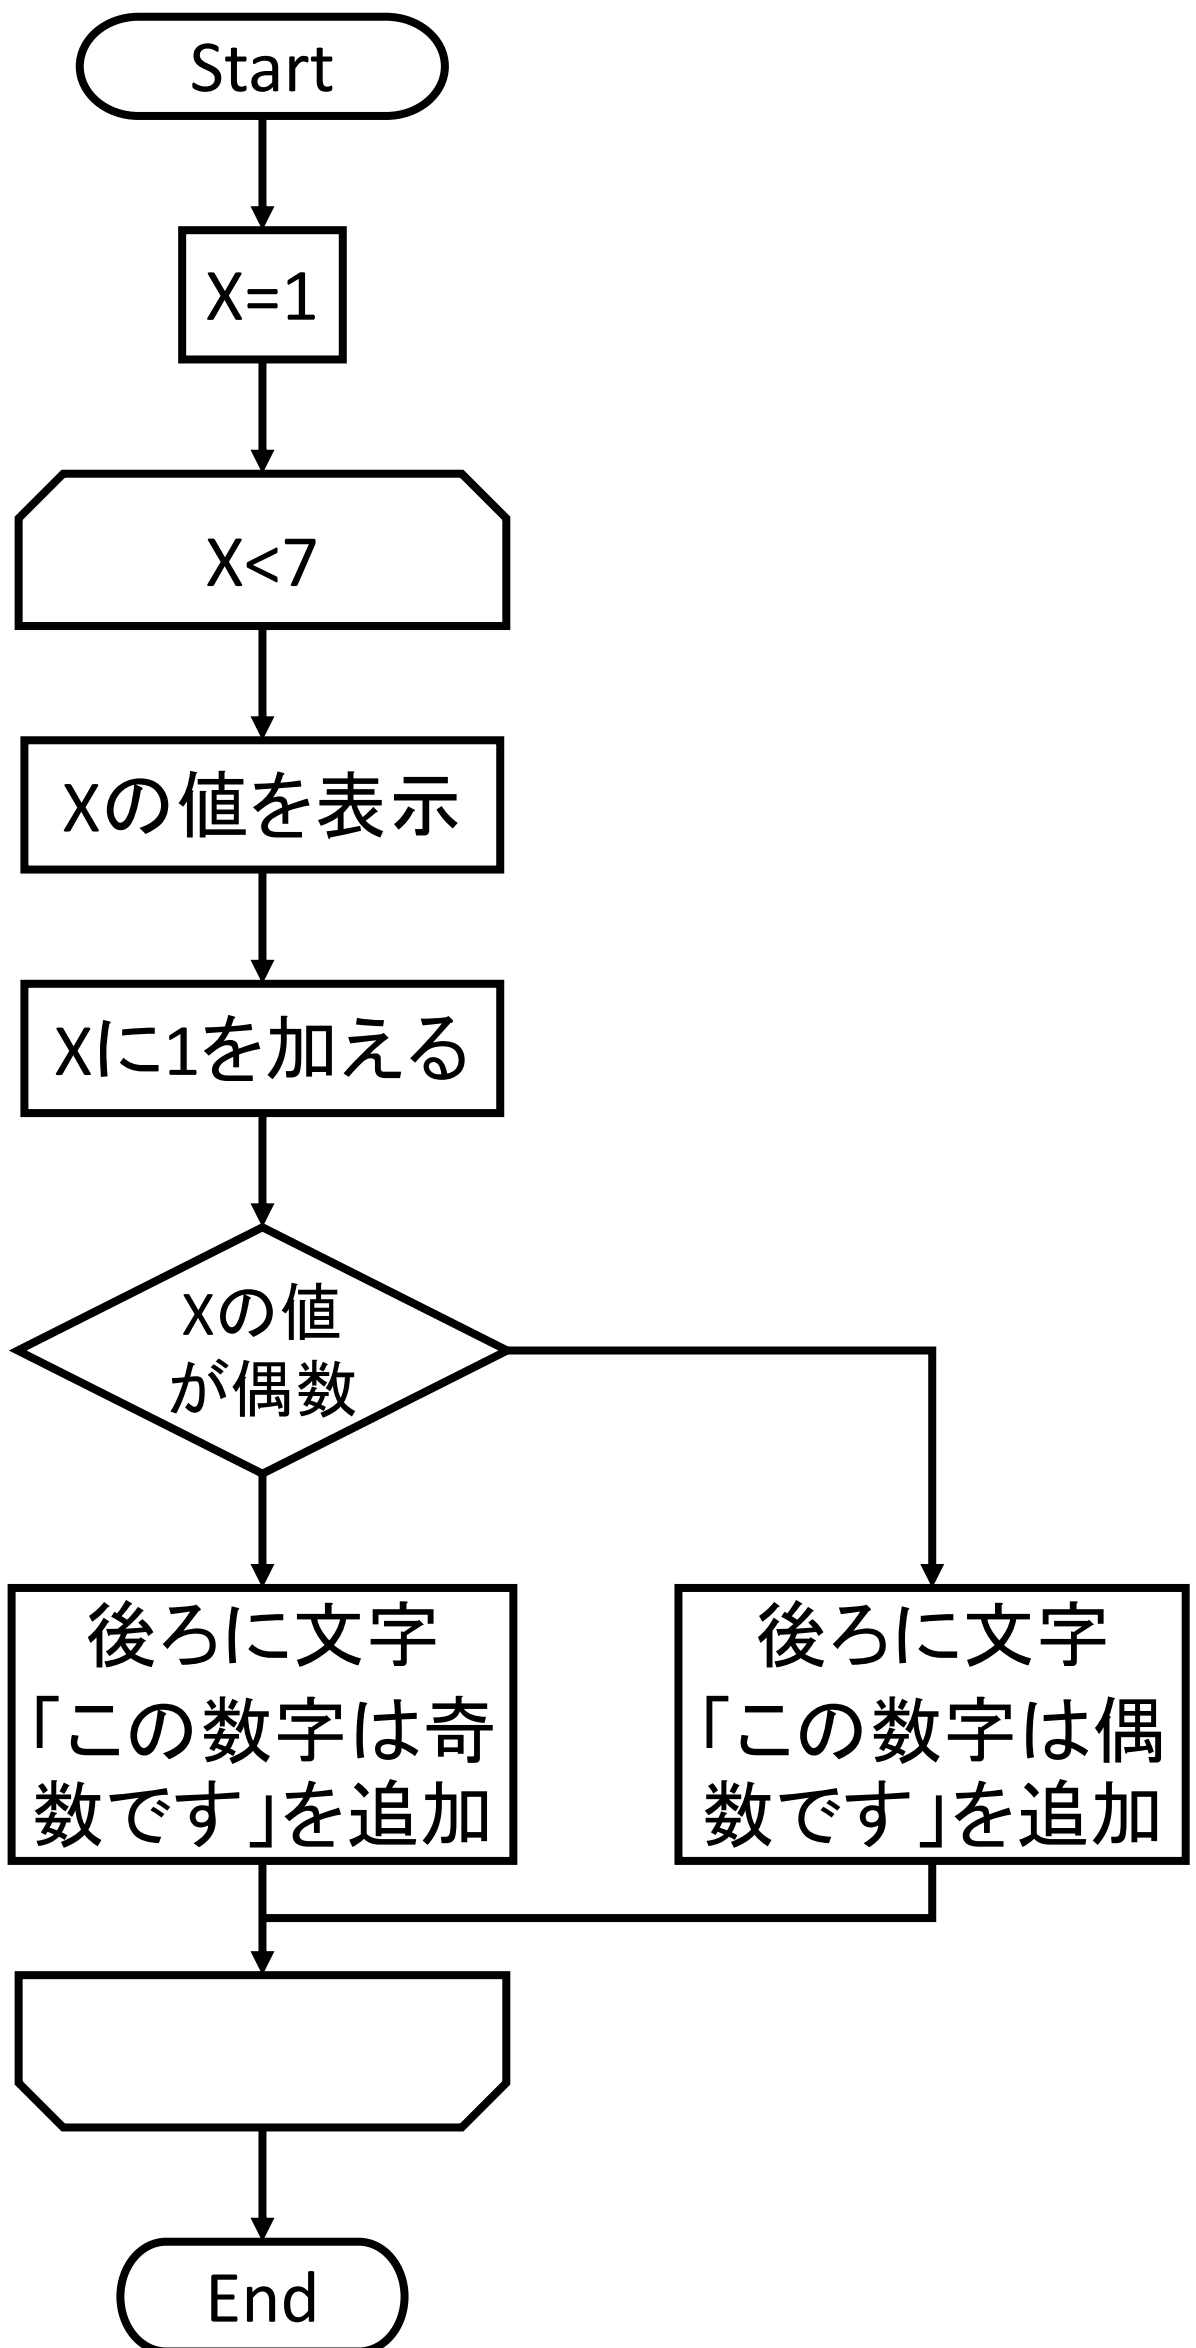 Start
X=1
X<7
Xの値を表示
Xに1を加える
Xの値
が偶数
後ろに文字
「この数字は奇
数です」を追加
後ろに文字
「この数字は偶
数です」を追加
End